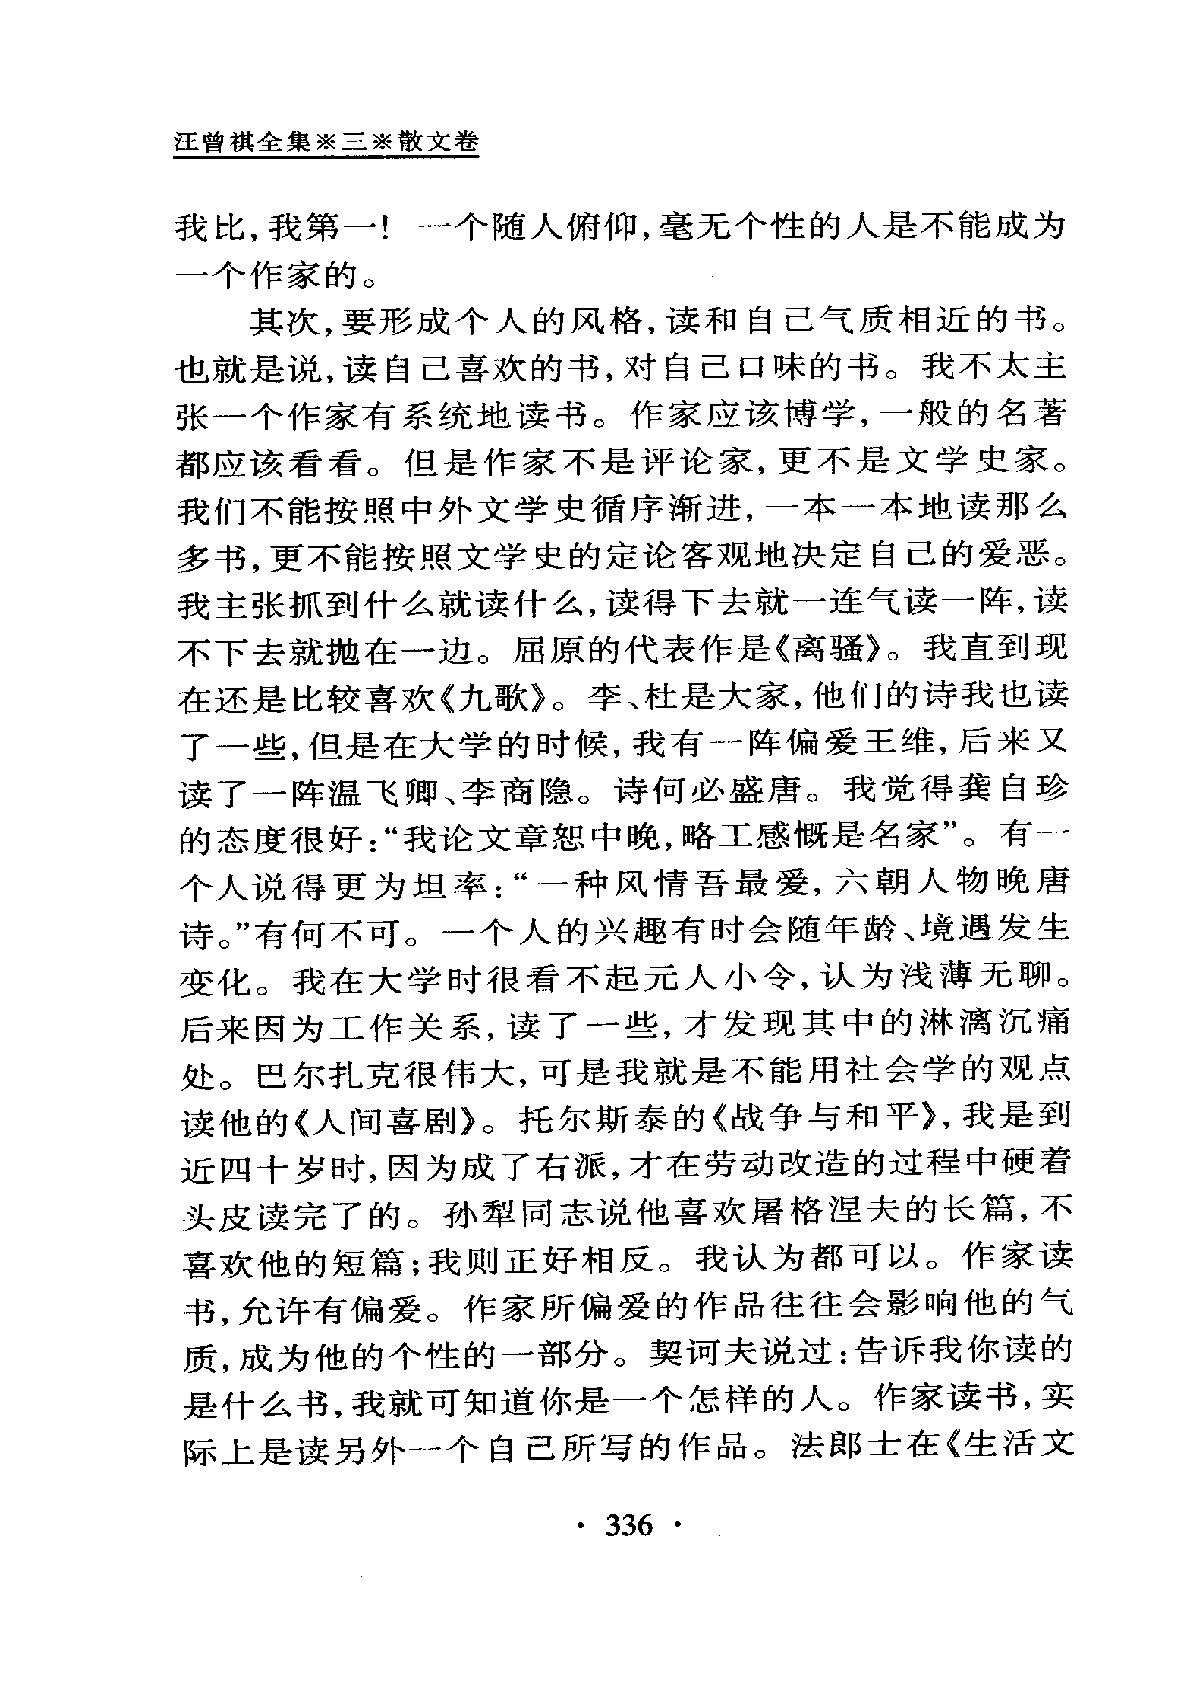 汪曾祺全集※三※散文卷
我比，我第一！ 一个随人俯仰，毫无个性的人是不能成为
一个作家的。
其次，要形成个人的风格，读和自己气质相近的书。
也就是说，读自己喜欢的书，对自己口味的书。我不太主
张一个作家有系统地读书。作家应该博学，一般的名著
都应该看看。但是作家不是评论家，更不是文学史家。
我们不能按照中外文学史循序渐进，一本一本地读那么
多书，更不能按照文学史的定论客观地决定自己的爱恶。
我主张抓到什么就读什么，读得下去就一连气读一阵，读
不下去就抛在一边。屈原的代表作是《离骚》。我直到现
在还是比较喜欢《九歌》。李、杜是大家，他们的诗我也读
了一些，但是在大学的时候，我有一阵偏爱王维，后来又
读了一阵温飞卿、李商隐。诗何必盛唐。我觉得龚自珍
的态度很好：“我论文章恕中晚，略工感慨是名家”。有一
个人说得更为坦率：“一种风情吾最爱，六朝人物晚唐
诗。”有何不可。一个人的兴趣有时会随年龄、境遇发生
变化。我在大学时很看不起元人小令，认为浅薄无聊。
后来因为工作关系，读了一些，才发现其中的淋漓沉痛
处。巴尔扎克很伟大，可是我就是不能用社会学的观点
读他的《人间喜剧》。托尔斯泰的《战争与和平》，我是到
近四十岁时，因为成了右派，才在劳动改造的过程中硬着
头皮读完了的。孙犁同志说他喜欢屠格涅夫的长篇，不
喜欢他的短篇；我则正好相反。我认为都可以。作家读
书，允许有偏爱。作家所偏爱的作品往往会影响他的气
质，成为他的个性的一部分。契诃夫说过：告诉我你读的
是什么书，我就可知道你是一个怎样的人。作家读书，实
际上是读另外一个自己所写的作品。法郎士在《生活文
· 336 ·